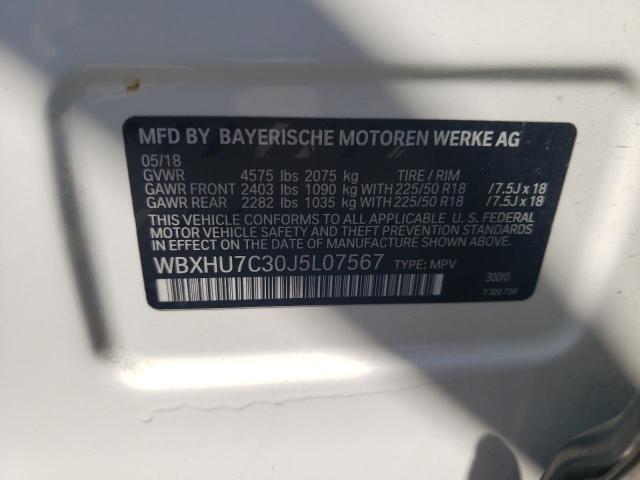 MFD BY BAYERISCHE MOTOREN WERKE AG
05/18
GVWR 4575 lbs 2075 kg TIRE / RIM
GAWR FRONT 2403 lbs 1090 kg WITH 225/50 R18 /7.5J x 18
GAWR REAR 2282 lbs 1035 kg WITH 225/50 R18 /7.5J x 18
THIS VEHICLE CONFORMS TO ALL APPLICABLE U. S. FEDERAL
MOTOR VEHICLE SAFETY AND THEFT PREVENTION
STANDARDS IN EFFECT ON THE DATE OF MANUFACTURE SHOWN ABOVE.
WBXHU7C30J5L07567 TYPE: MPV
300/0
7 320 730